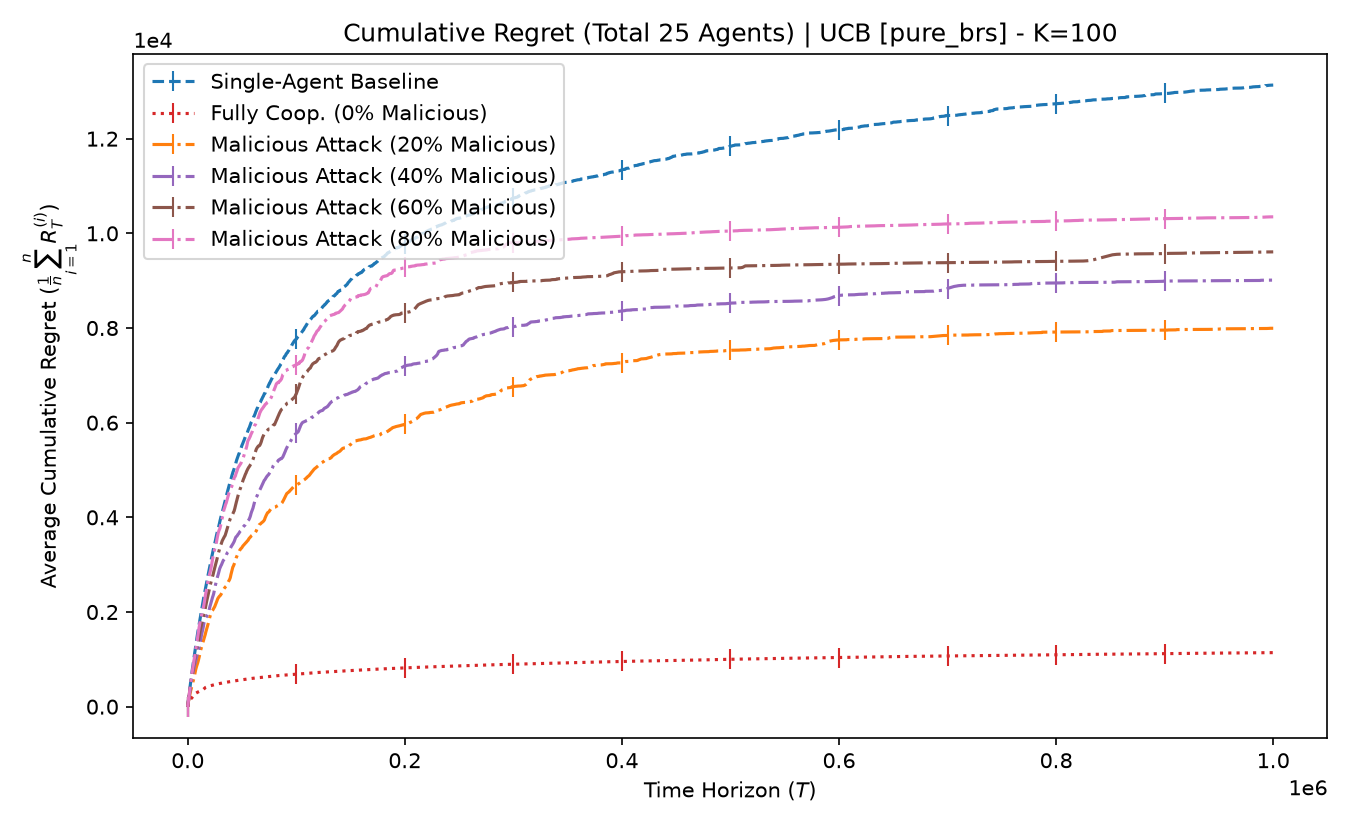 Cumulative Regret (Total 25 Agents) | UCB [pure_brs] - K=100
1e4
Single-Agent Baseline
Fully Coop. (0% Malicious)
Malicious Attack (20% Malicious)
Malicious Attack (40% Malicious)
Malicious Attack (60% Malicious)
Malicious Attack (80% Malicious)
1.2
1.0
0.8
0.6
0.4
0.2
0.0
Average Cumulative Regret ($\frac{1}{n}\sum_{i=1}^{n} R_T^{(i)}$)
0.0 0.2 0.4 0.6 0.8 1.0
1e6
Time Horizon (T)